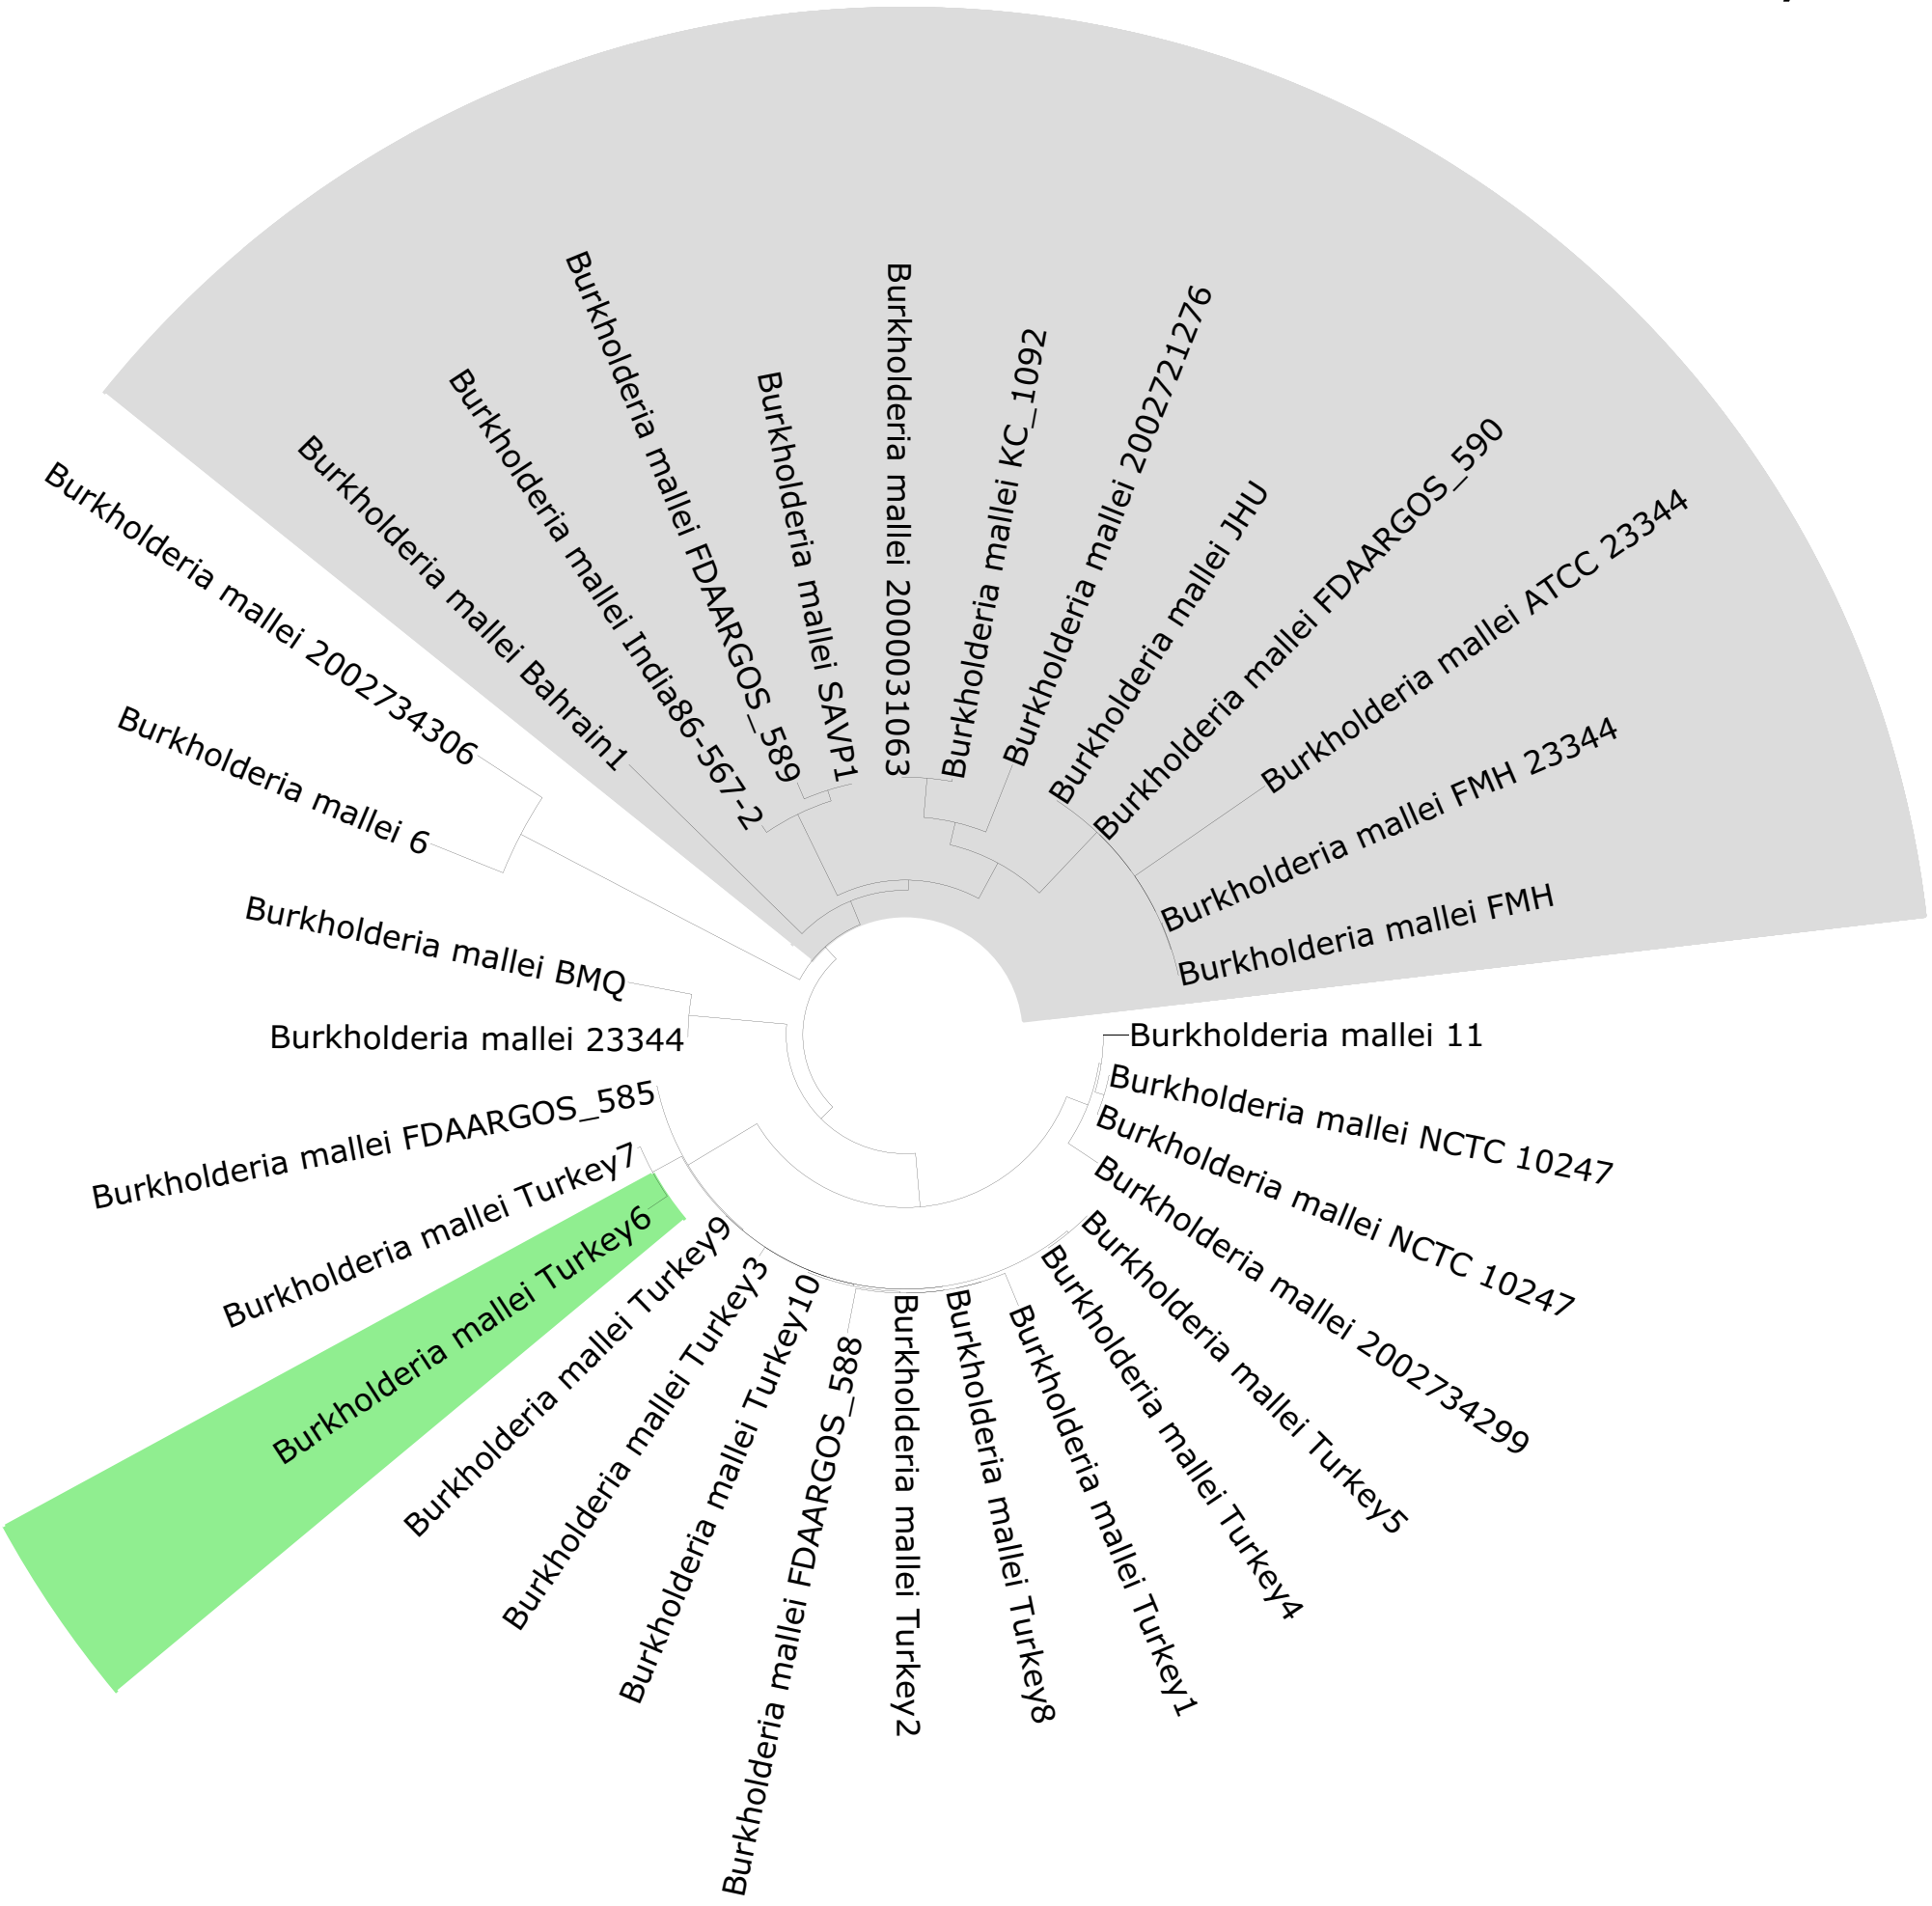 Burkholderia mallei 2002734306
Burkholderia mallei Bahrain1
Burkholderia mallei India86-567-2
Burkholderia mallei FDAARGOS_589
Burkholderia mallei SAVP1
Burkholderia mallei 2000031063
Burkholderia mallei KC_1092
Burkholderia mallei 2002721276
Burkholderia mallei JHU
Burkholderia mallei FDAARGOS_590
Burkholderia mallei ATCC 23344
Burkholderia mallei FMH 23344
Burkholderia mallei FMH
Burkholderia mallei 11
Burkholderia mallei NCTC 10247
Burkholderia mallei NCTC 10247
Burkholderia mallei 2002734299
Burkholderia mallei Turkey5
Burkholderia mallei Turkey4
Burkholderia mallei Turkey1
Burkholderia mallei Turkey8
Burkholderia mallei Turkey2
Burkholderia mallei FDAARGOS_588
Burkholderia mallei Turkey10
Burkholderia mallei Turkey3
Burkholderia mallei Turkey9
Burkholderia mallei Turkey6
Burkholderia mallei Turkey7
Burkholderia mallei FDAARGOS_585
Burkholderia mallei 23344
Burkholderia mallei BMQ
Burkholderia mallei 6